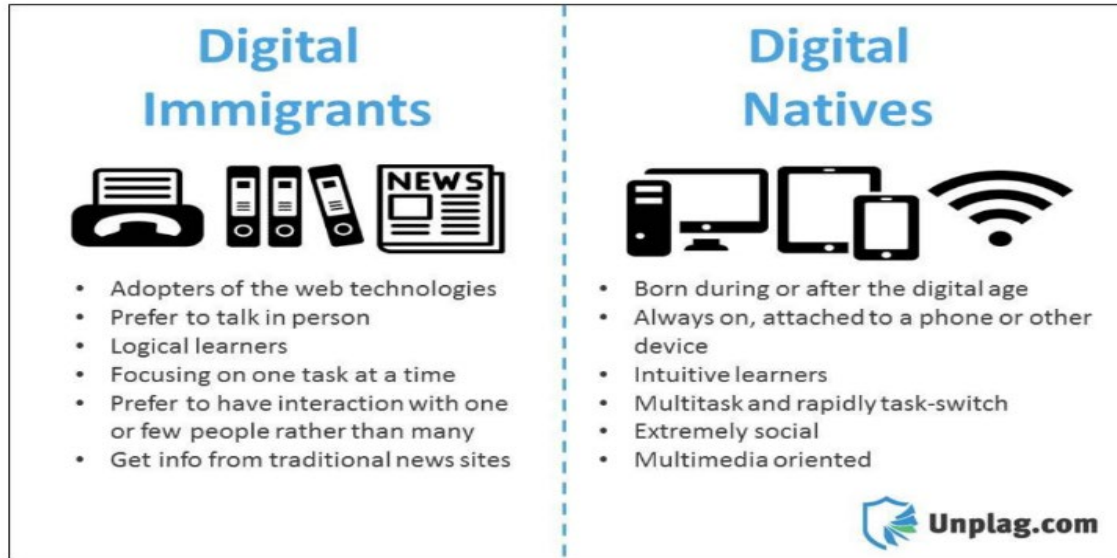 Digital
Immigrants
NEWS
• Adopters of the web technologies
• Prefer to talk in person
• Logical learners
• Focusing on one task at a time
• Prefer to have interaction with one
or few people rather than many
• Get info from traditional news sites
Digital
Natives
• Born during or after the digital age
• Always on, attached to a phone or other
device
• Intuitive learners
• Multitask and rapidly task-switch
• Extremely social
• Multimedia oriented
Unplag.com